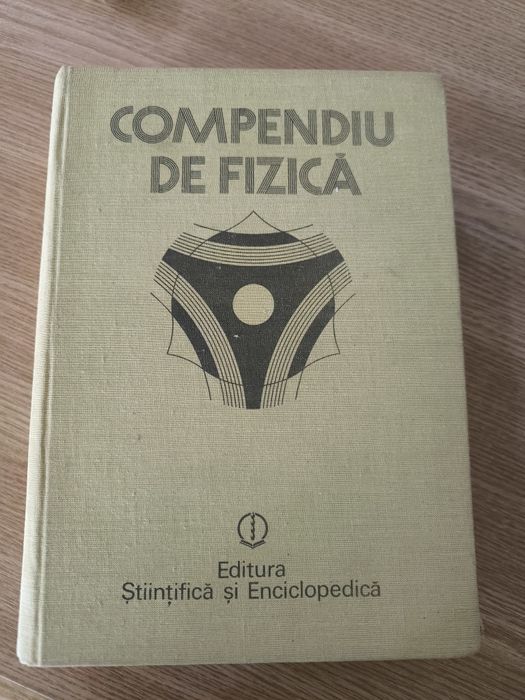 COMPENDIU
DE FIZICĂ
Editura
Științifică și Enciclopedică